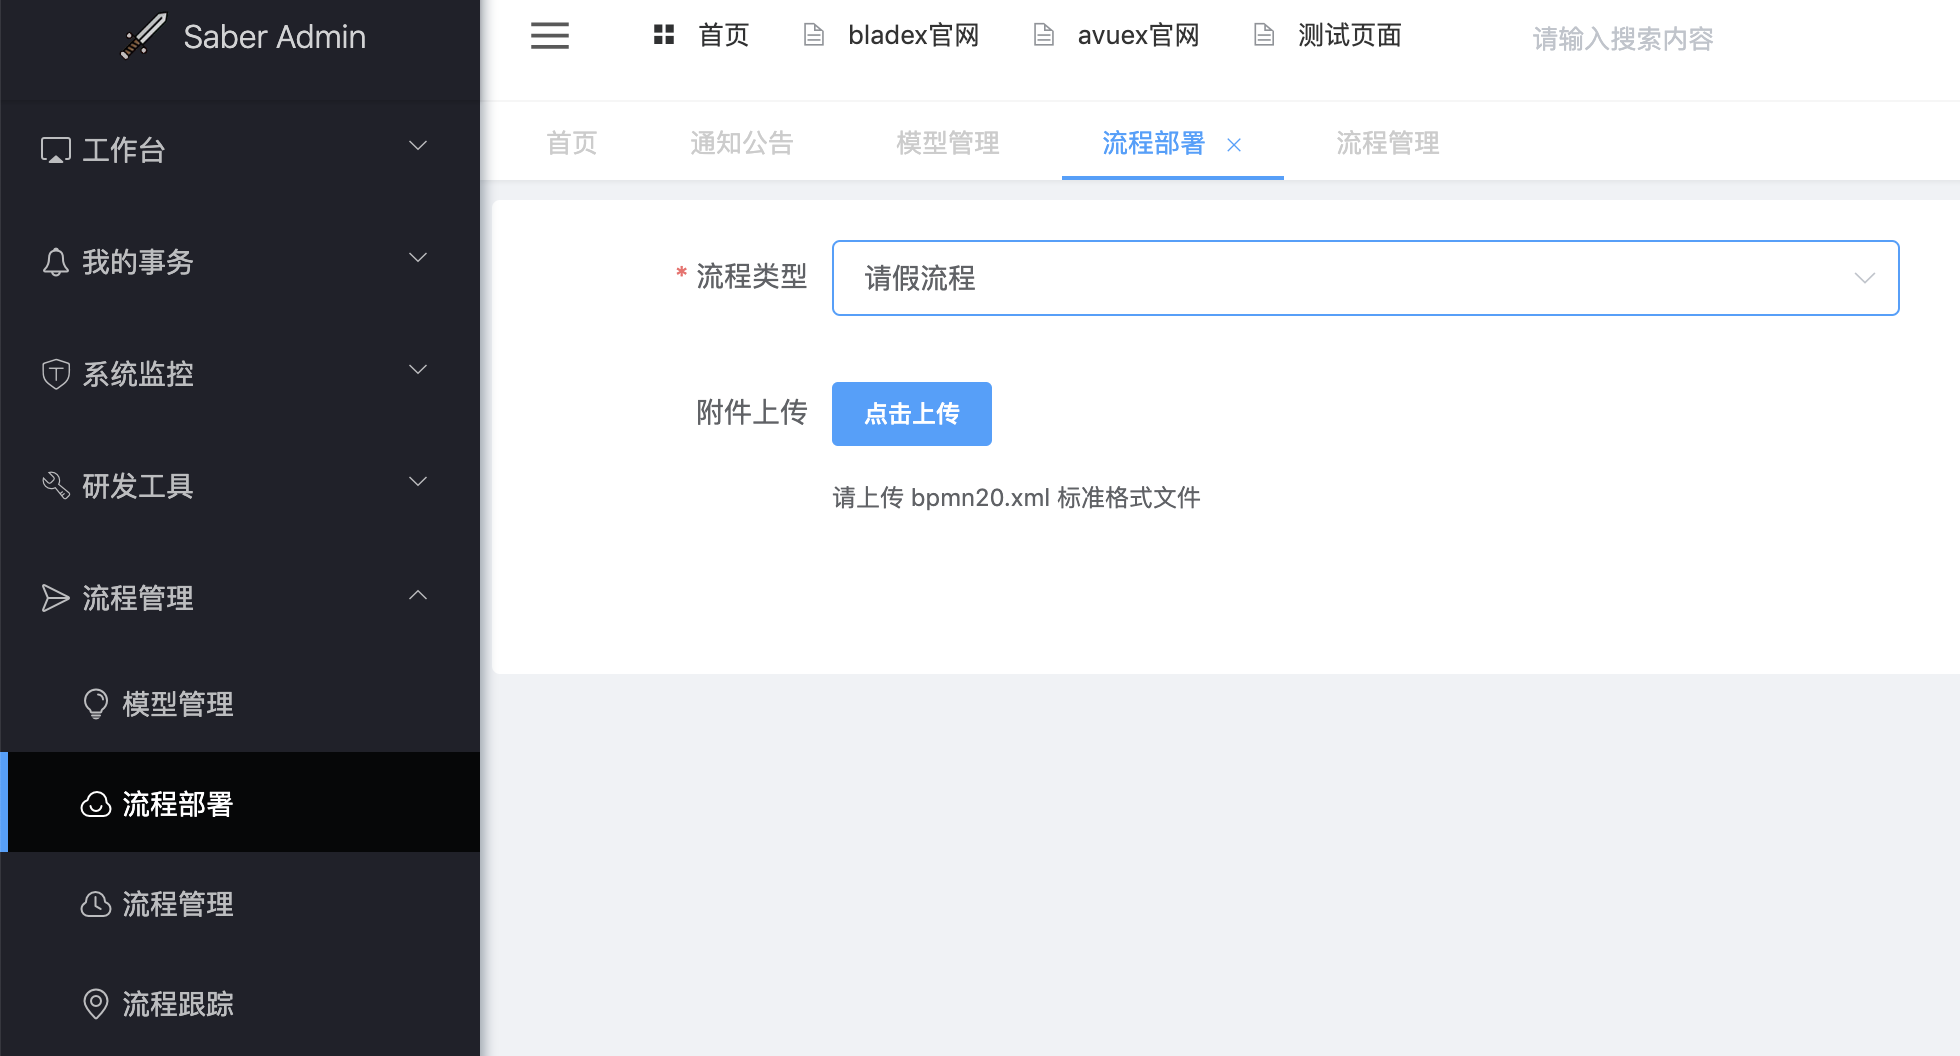 Saber Admin
首页
bladex官网
avuex官网
测试页面
请输入搜索内容
工作台
我的事务
系统监控
研发工具
流程管理
模型管理
流程部署
流程管理
流程跟踪
首页
通知公告
模型管理
流程部署
流程管理
* 流程类型
请假流程
附件上传
点击上传
请上传 bpmn20.xml 标准格式文件